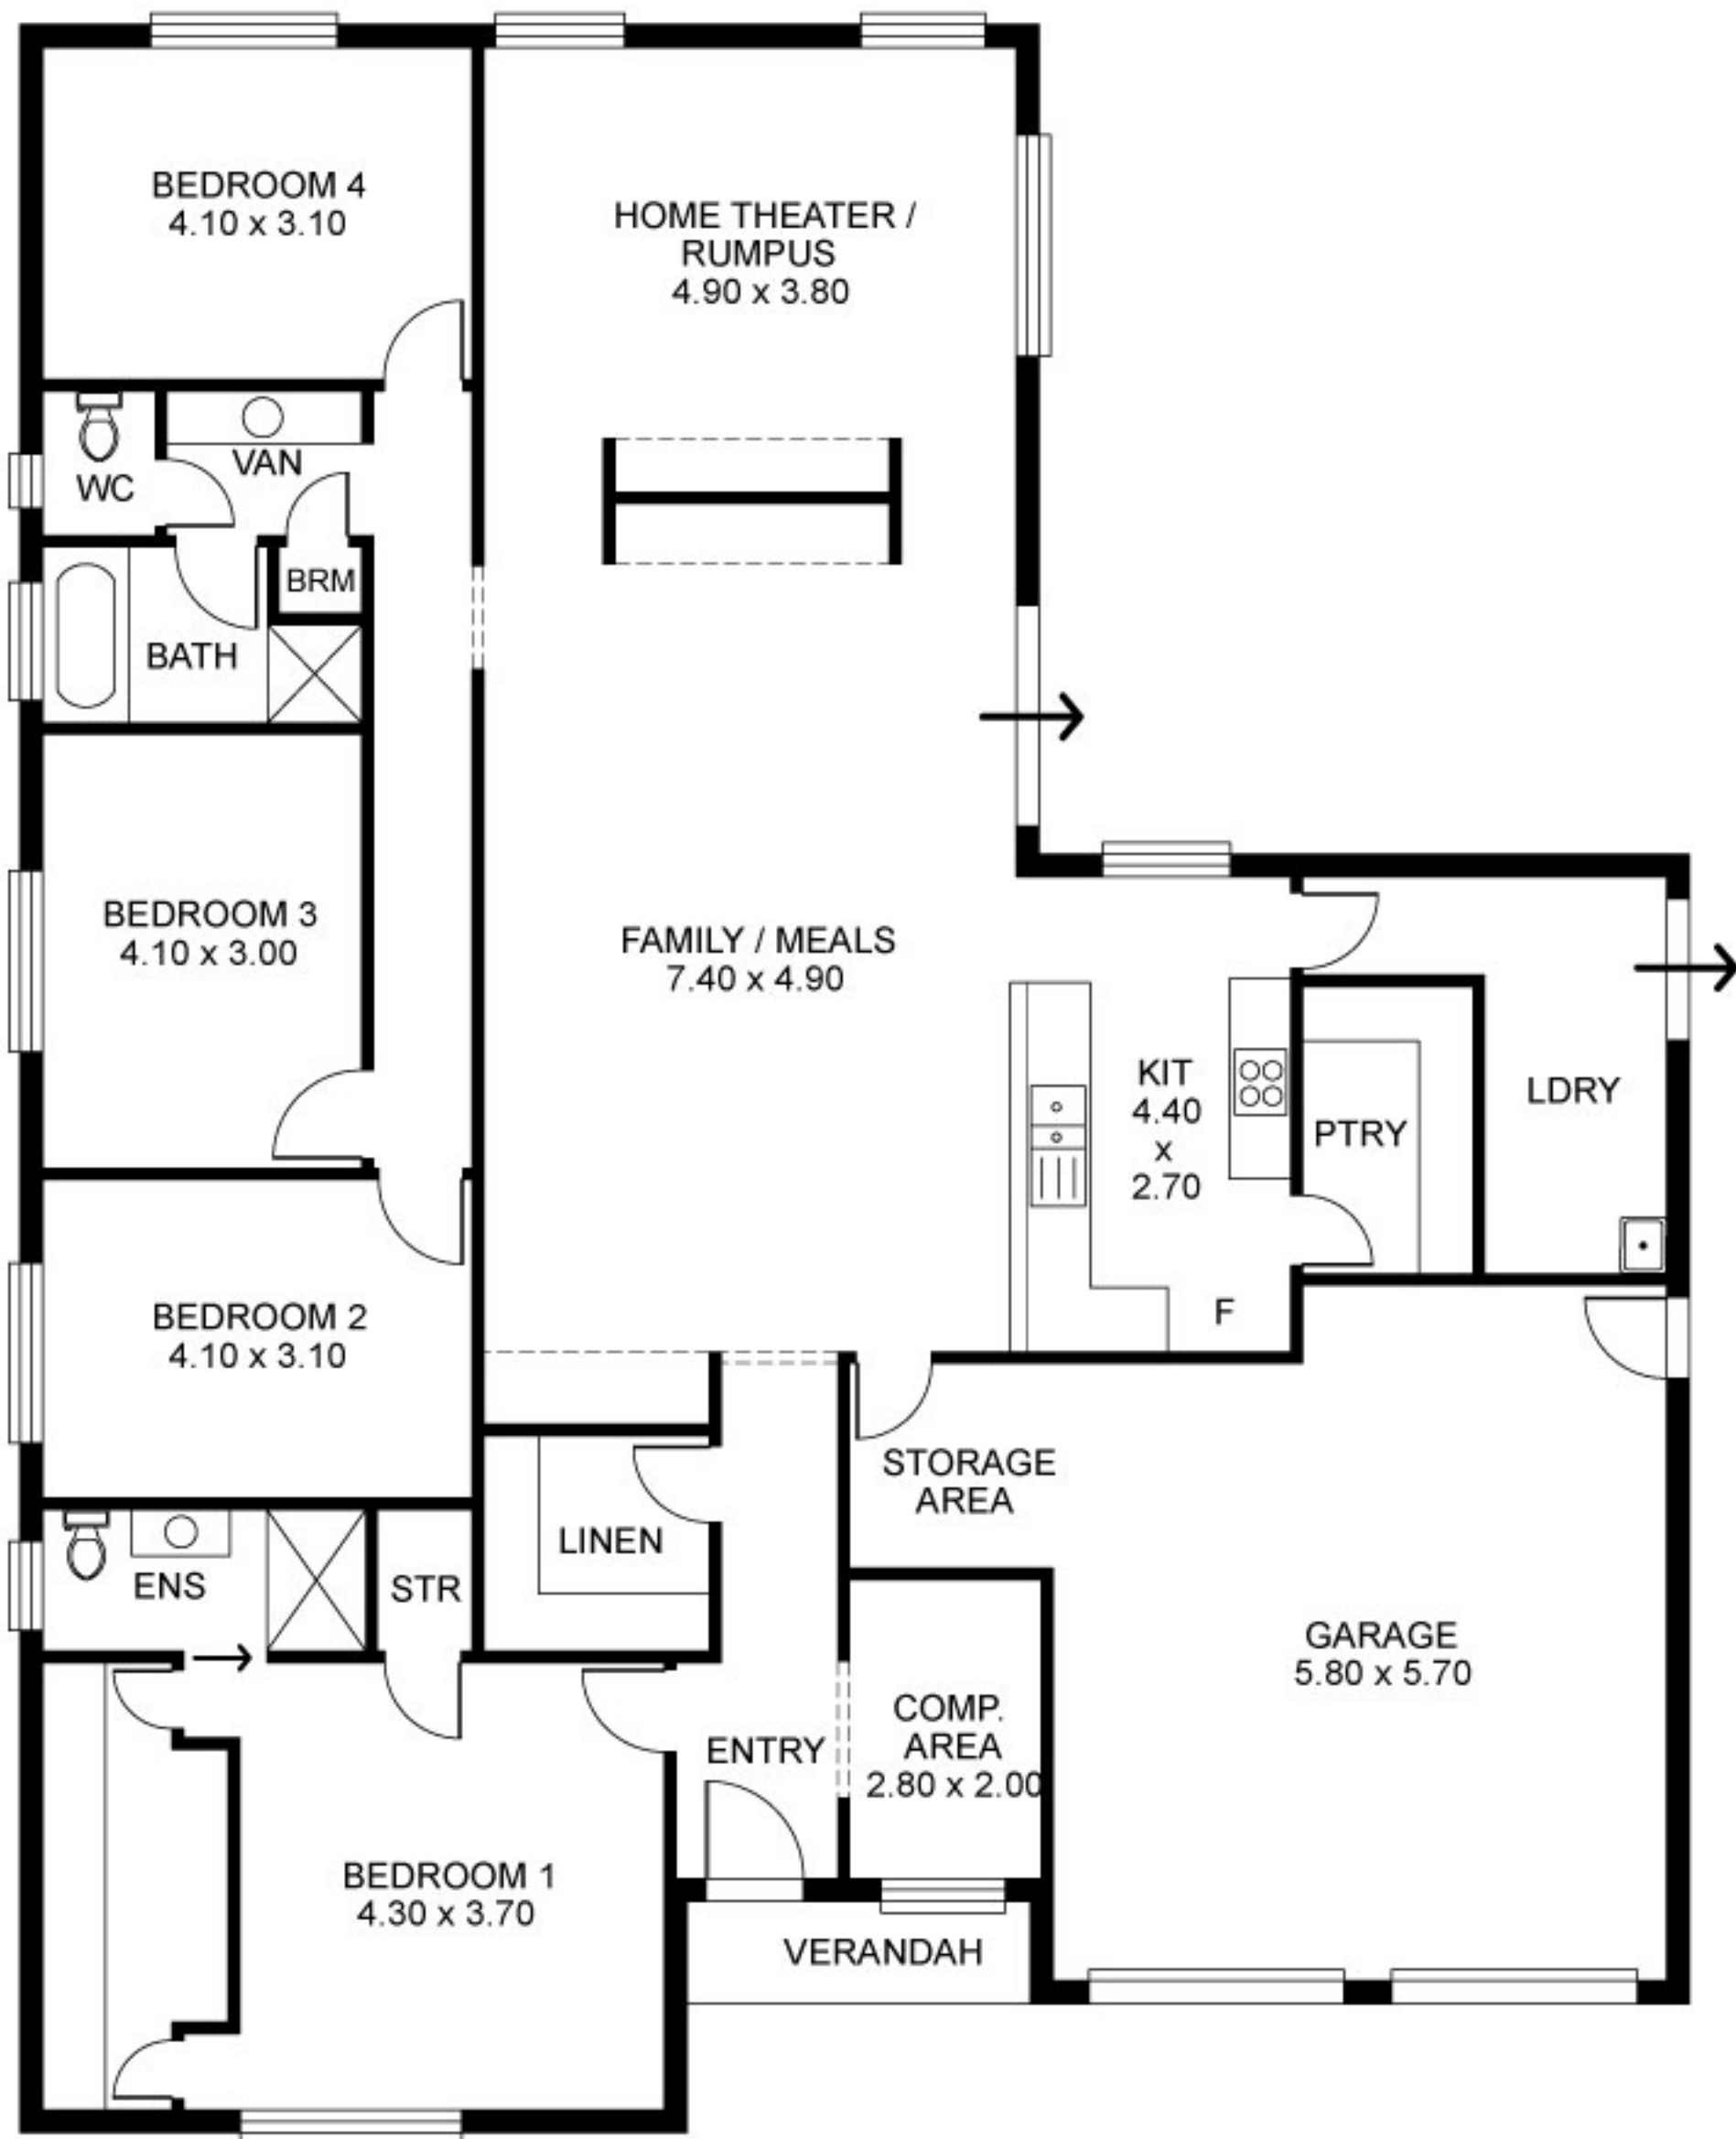 BEDROOM 4
4.10 x 3.10
HOME THEATER /
RUMPUS
4.90 x 3.80
WC
VAN
BRM
BATH
BEDROOM 3
4.10 x 3.00
FAMILY / MEALS
7.40 x 4.90
KIT
4.40
x
2.70
PTRY
LDRY
F
BEDROOM 2
4.10 x 3.10
STORAGE
AREA
LINEN
ENS
STR
GARAGE
5.80 x 5.70
COMP.
AREA
2.80 x 2.00
ENTRY
BEDROOM 1
4.30 x 3.70
VERANDAH